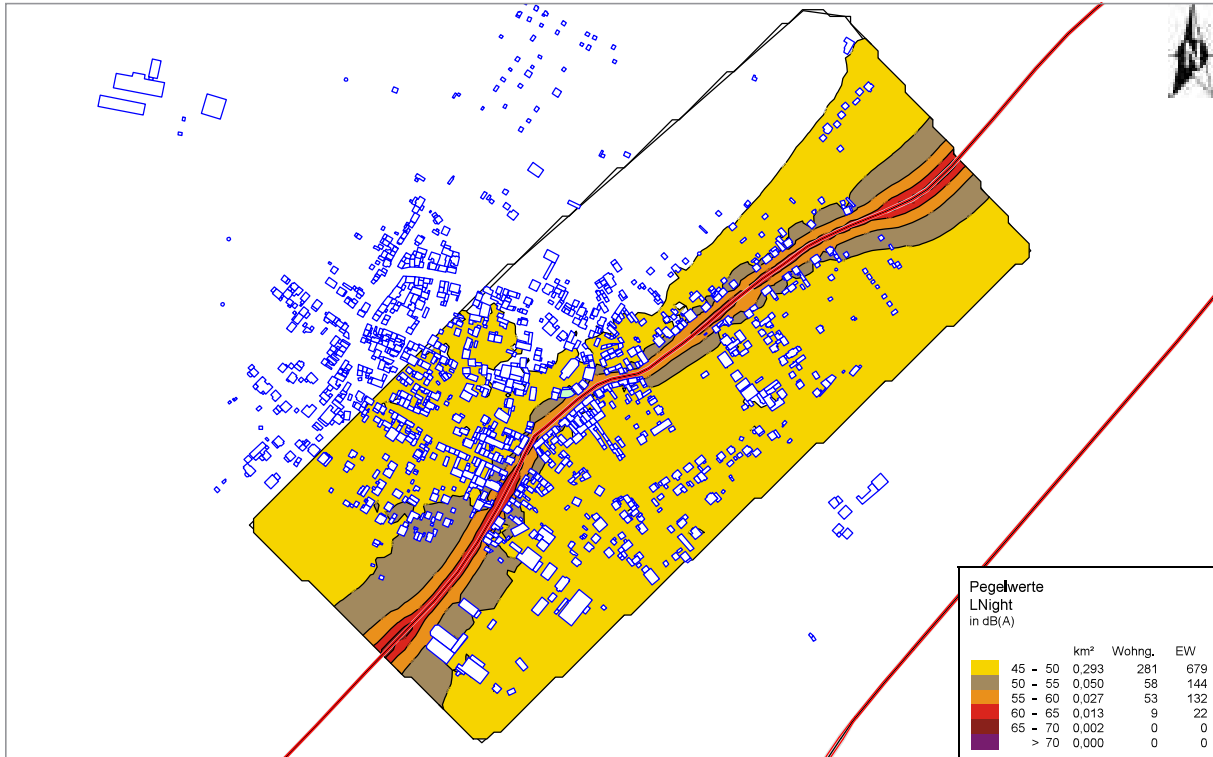 N
Pegelwerte
LNight
in dB(A)
km² Wohng. EW
45 - 50 0,293 281 679
50 - 55 0,050 58 144
55 - 60 0,027 53 132
60 - 65 0,013 9 22
65 - 70 0,002 0 0
> 70 0,000 0 0